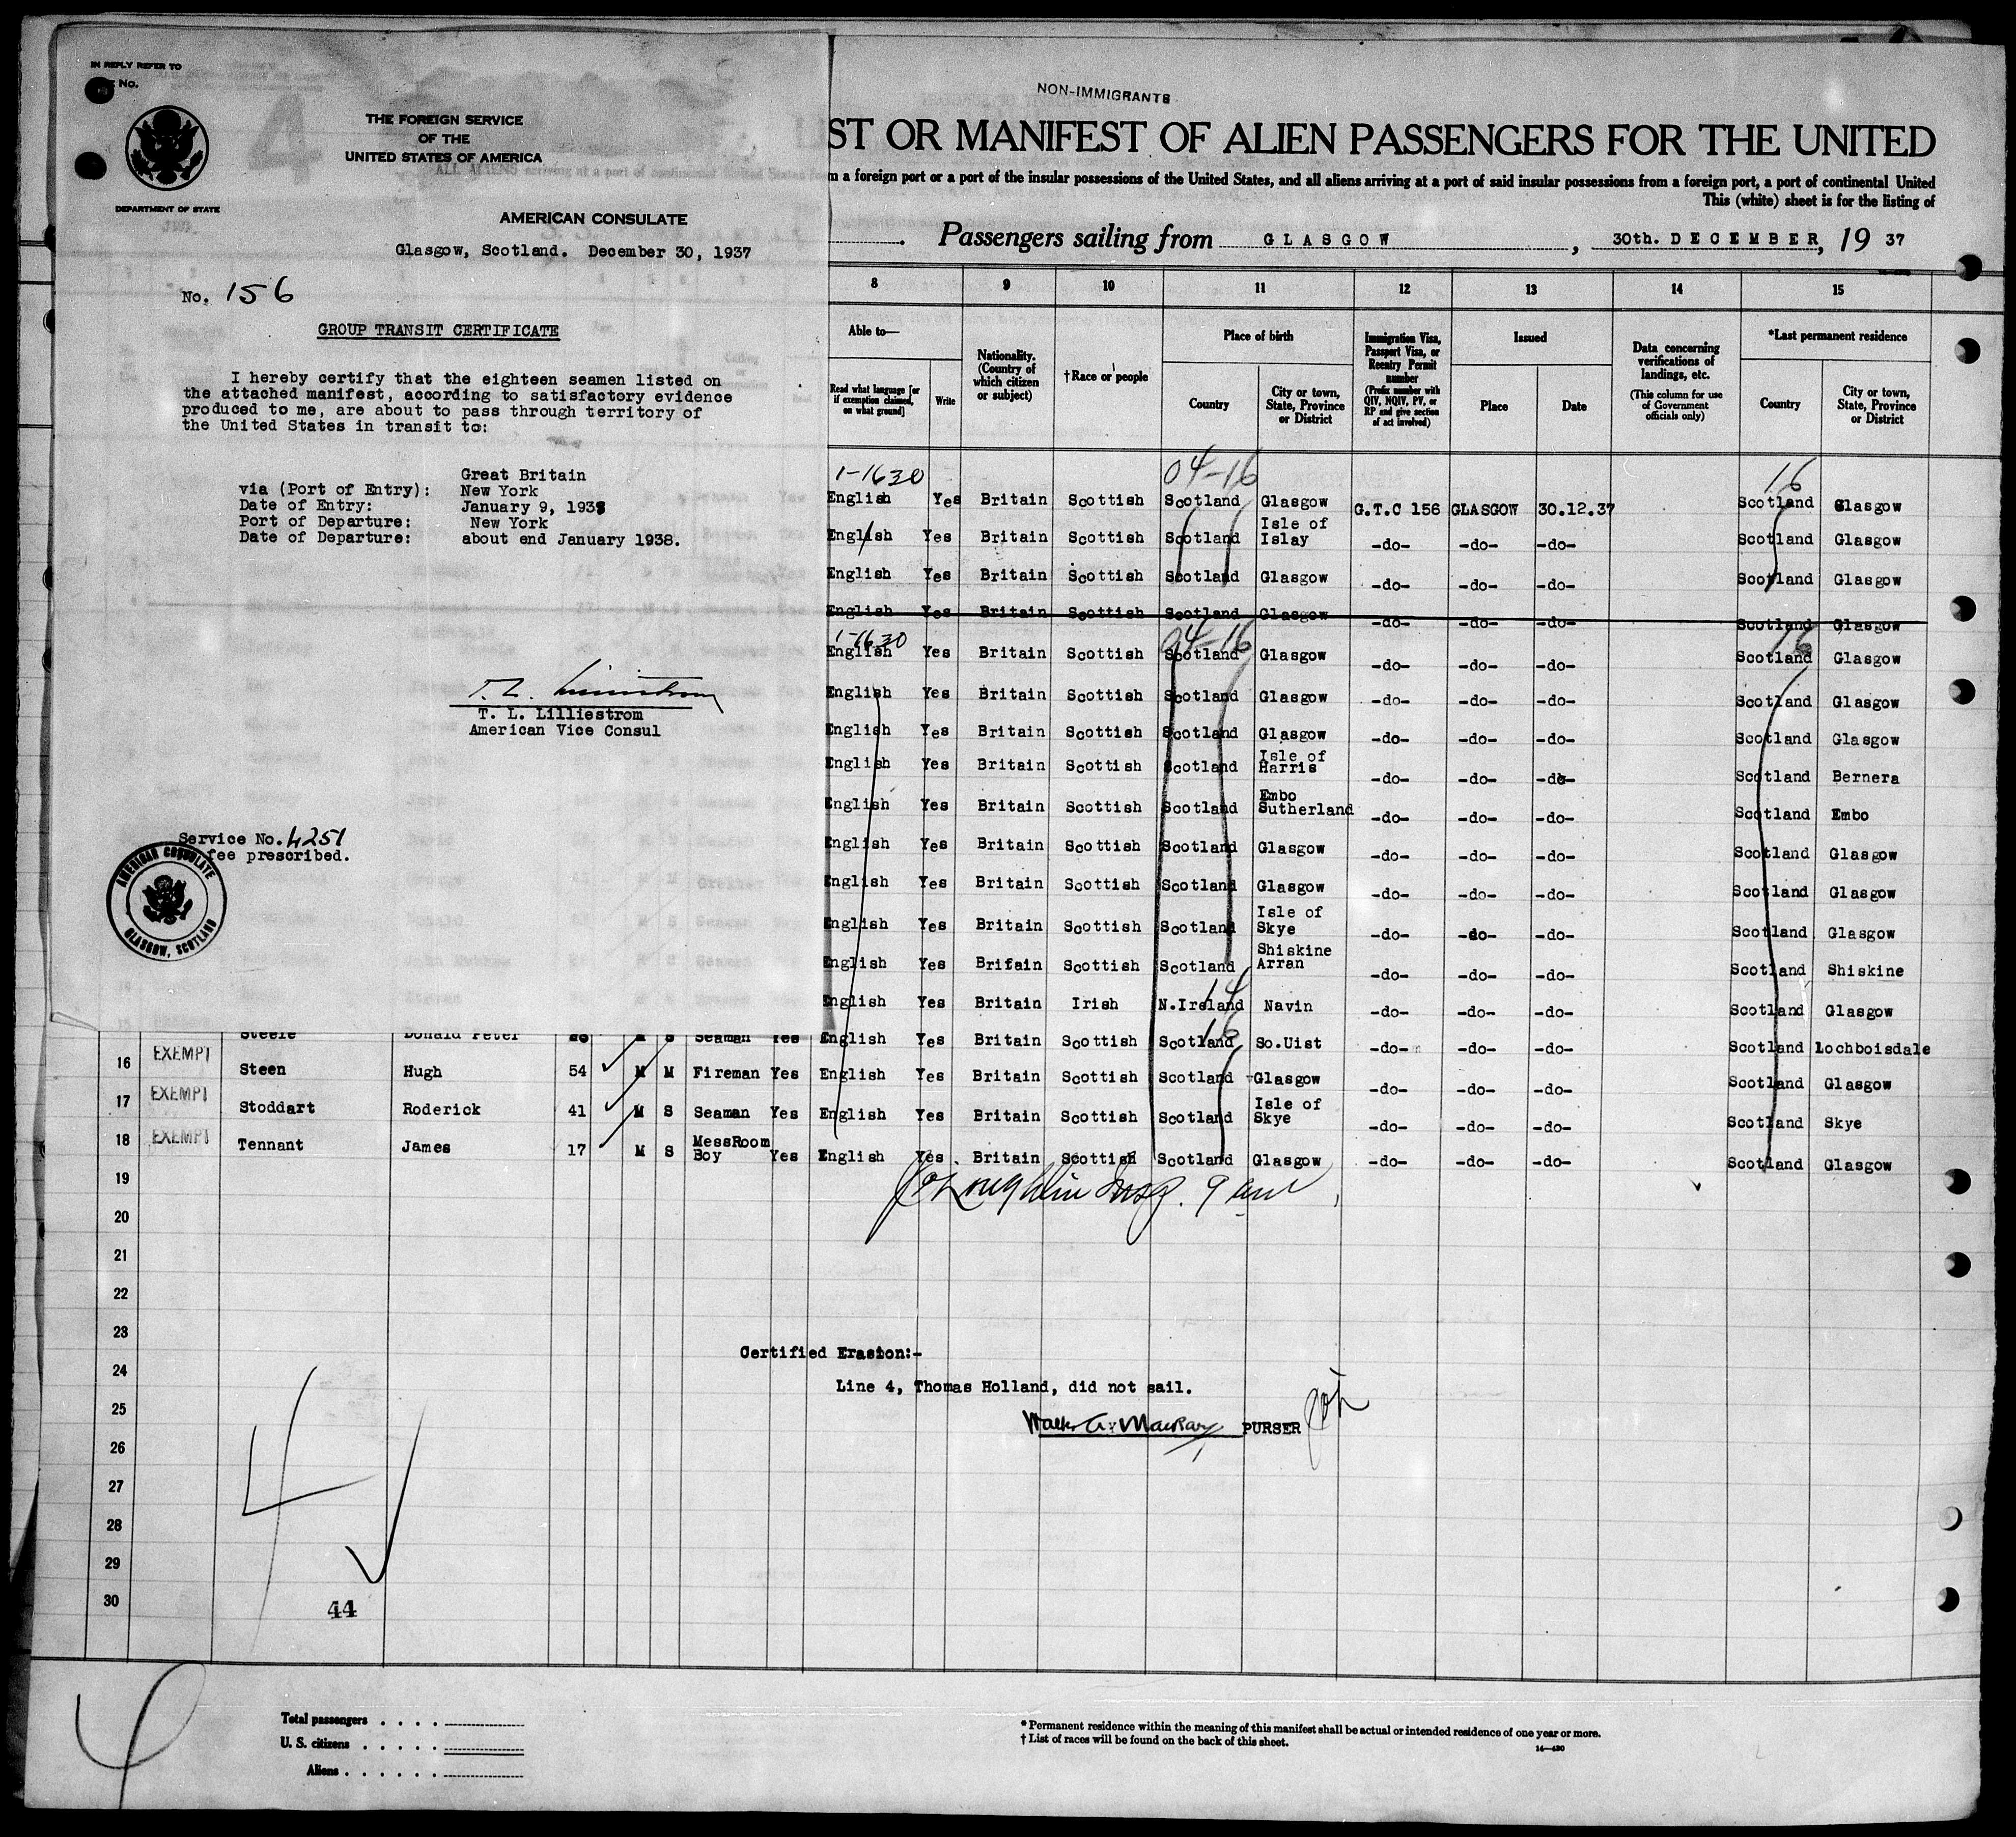 IN REPLY REFER TO
No.
THE FOREIGN SERVICE
OF THE
UNITED STATES OF AMERICA
DEPARTMENT OF STATE
AMERICAN CONSULATE
Glasgow, Scotland. December 30, 1937
No. 156
GROUP TRANSIT CERTIFICATE
I hereby certify that the eighteen seamen listed on
the attached manifest, according to satisfactory evidence
produced to me, are about to pass through territory of
the United States in transit to:
Great Britain
via (Port of Entry): New York
Date of Entry: January 9, 1938
Port of Departure: New York
Date of Departure: about end January 1938.
T. L. Lilliestrom
American Vice Consul
Service No. 4251
fee prescribed.
AMERICAN CONSULATE
GLASGOW, SCOTLAND
NON-IMMIGRANTS
ST OR MANIFEST OF ALIEN PASSENGERS FOR THE UNITED
m a foreign port or a port of the insular possessions of the United States, and all aliens arriving at a port of said insular possessions from a foreign port, a port of continental United
This (white) sheet is for the listing of
Passengers sailing from GLASGOW, 30th. DECEMBER, 19 37
8 9 10 11 12 13 14 15
Able to—
Read what language [or if exemption claimed, on what ground]
Write
Nationality. (Country of which citizen or subject)
†Race or people
Place of birth
Country
City or town, State, Province or District
Immigration Visa, Passport Visa, or Reentry Permit number
(Prefix number with QIV, NQIV, PV, or RP and give section of act involved)
Issued
Place
Date
Data concerning verifications of landings, etc.
(This column for use of Government officials only)
*Last permanent residence
Country
City or town, State, Province or District
1-1630 04-16 16
English Yes Britain Scottish Scotland Glasgow G.T.C 156 GLASGOW 30.12.37 Scotland Glasgow
English Yes Britain Scottish Scotland Isle of Islay -do- -do- -do- Scotland Glasgow
English Yes Britain Scottish Scotland Glasgow -do- -do- -do- Scotland Glasgow
English Yes Britain Scottish Scotland Glasgow -do- -do- -do- Scotland Glasgow
1-1630 04-16 16
English Yes Britain Scottish Scotland Glasgow -do- -do- -do- Scotland Glasgow
English Yes Britain Scottish Scotland Glasgow -do- -do- -do- Scotland Glasgow
English Yes Britain Scottish Scotland Glasgow -do- -do- -do- Scotland Glasgow
English Yes Britain Scottish Scotland Isle of Harris -do- -do- -do- Scotland Bernera
English Yes Britain Scottish Scotland Embo Sutherland -do- -do- -do- Scotland Embo
English Yes Britain Scottish Scotland Glasgow -do- -do- -do- Scotland Glasgow
English Yes Britain Scottish Scotland Glasgow -do- -do- -do- Scotland Glasgow
English Yes Britain Scottish Scotland Isle of Skye -do- -do- -do- Scotland Glasgow
English Yes Britain Scottish Scotland Shiskine Arran -do- -do- -do- Scotland Shiskine
14
English Yes Britain Irish N.Ireland Navin -do- -do- -do- Scotland Glasgow
16
Steele Donald Peter M S Seaman Yes English Yes Britain Scottish Scotland So.Uist -do- -do- -do- Scotland Lochboisdale
16 EXEMPT Steen Hugh 54 M M Fireman Yes English Yes Britain Scottish Scotland Glasgow -do- -do- -do- Scotland Glasgow
17 EXEMPT Stoddart Roderick 41 M S Seaman Yes English Yes Britain Scottish Scotland Isle of Skye -do- -do- -do- Scotland Skye
18 EXEMPT Tennant James 17 M S MessRoom Boy Yes English Yes Britain Scottish Scotland Glasgow -do- -do- -do- Scotland Glasgow
19
20
21
22
23
Certified Erasion:-
24
Line 4, Thomas Holland, did not sail.
25
PURSER
26
27
28
29
30
44
Total passengers
U. S. citizens
Aliens
* Permanent residence within the meaning of this manifest shall be actual or intended residence of one year or more.
† List of races will be found on the back of this sheet.
14—430